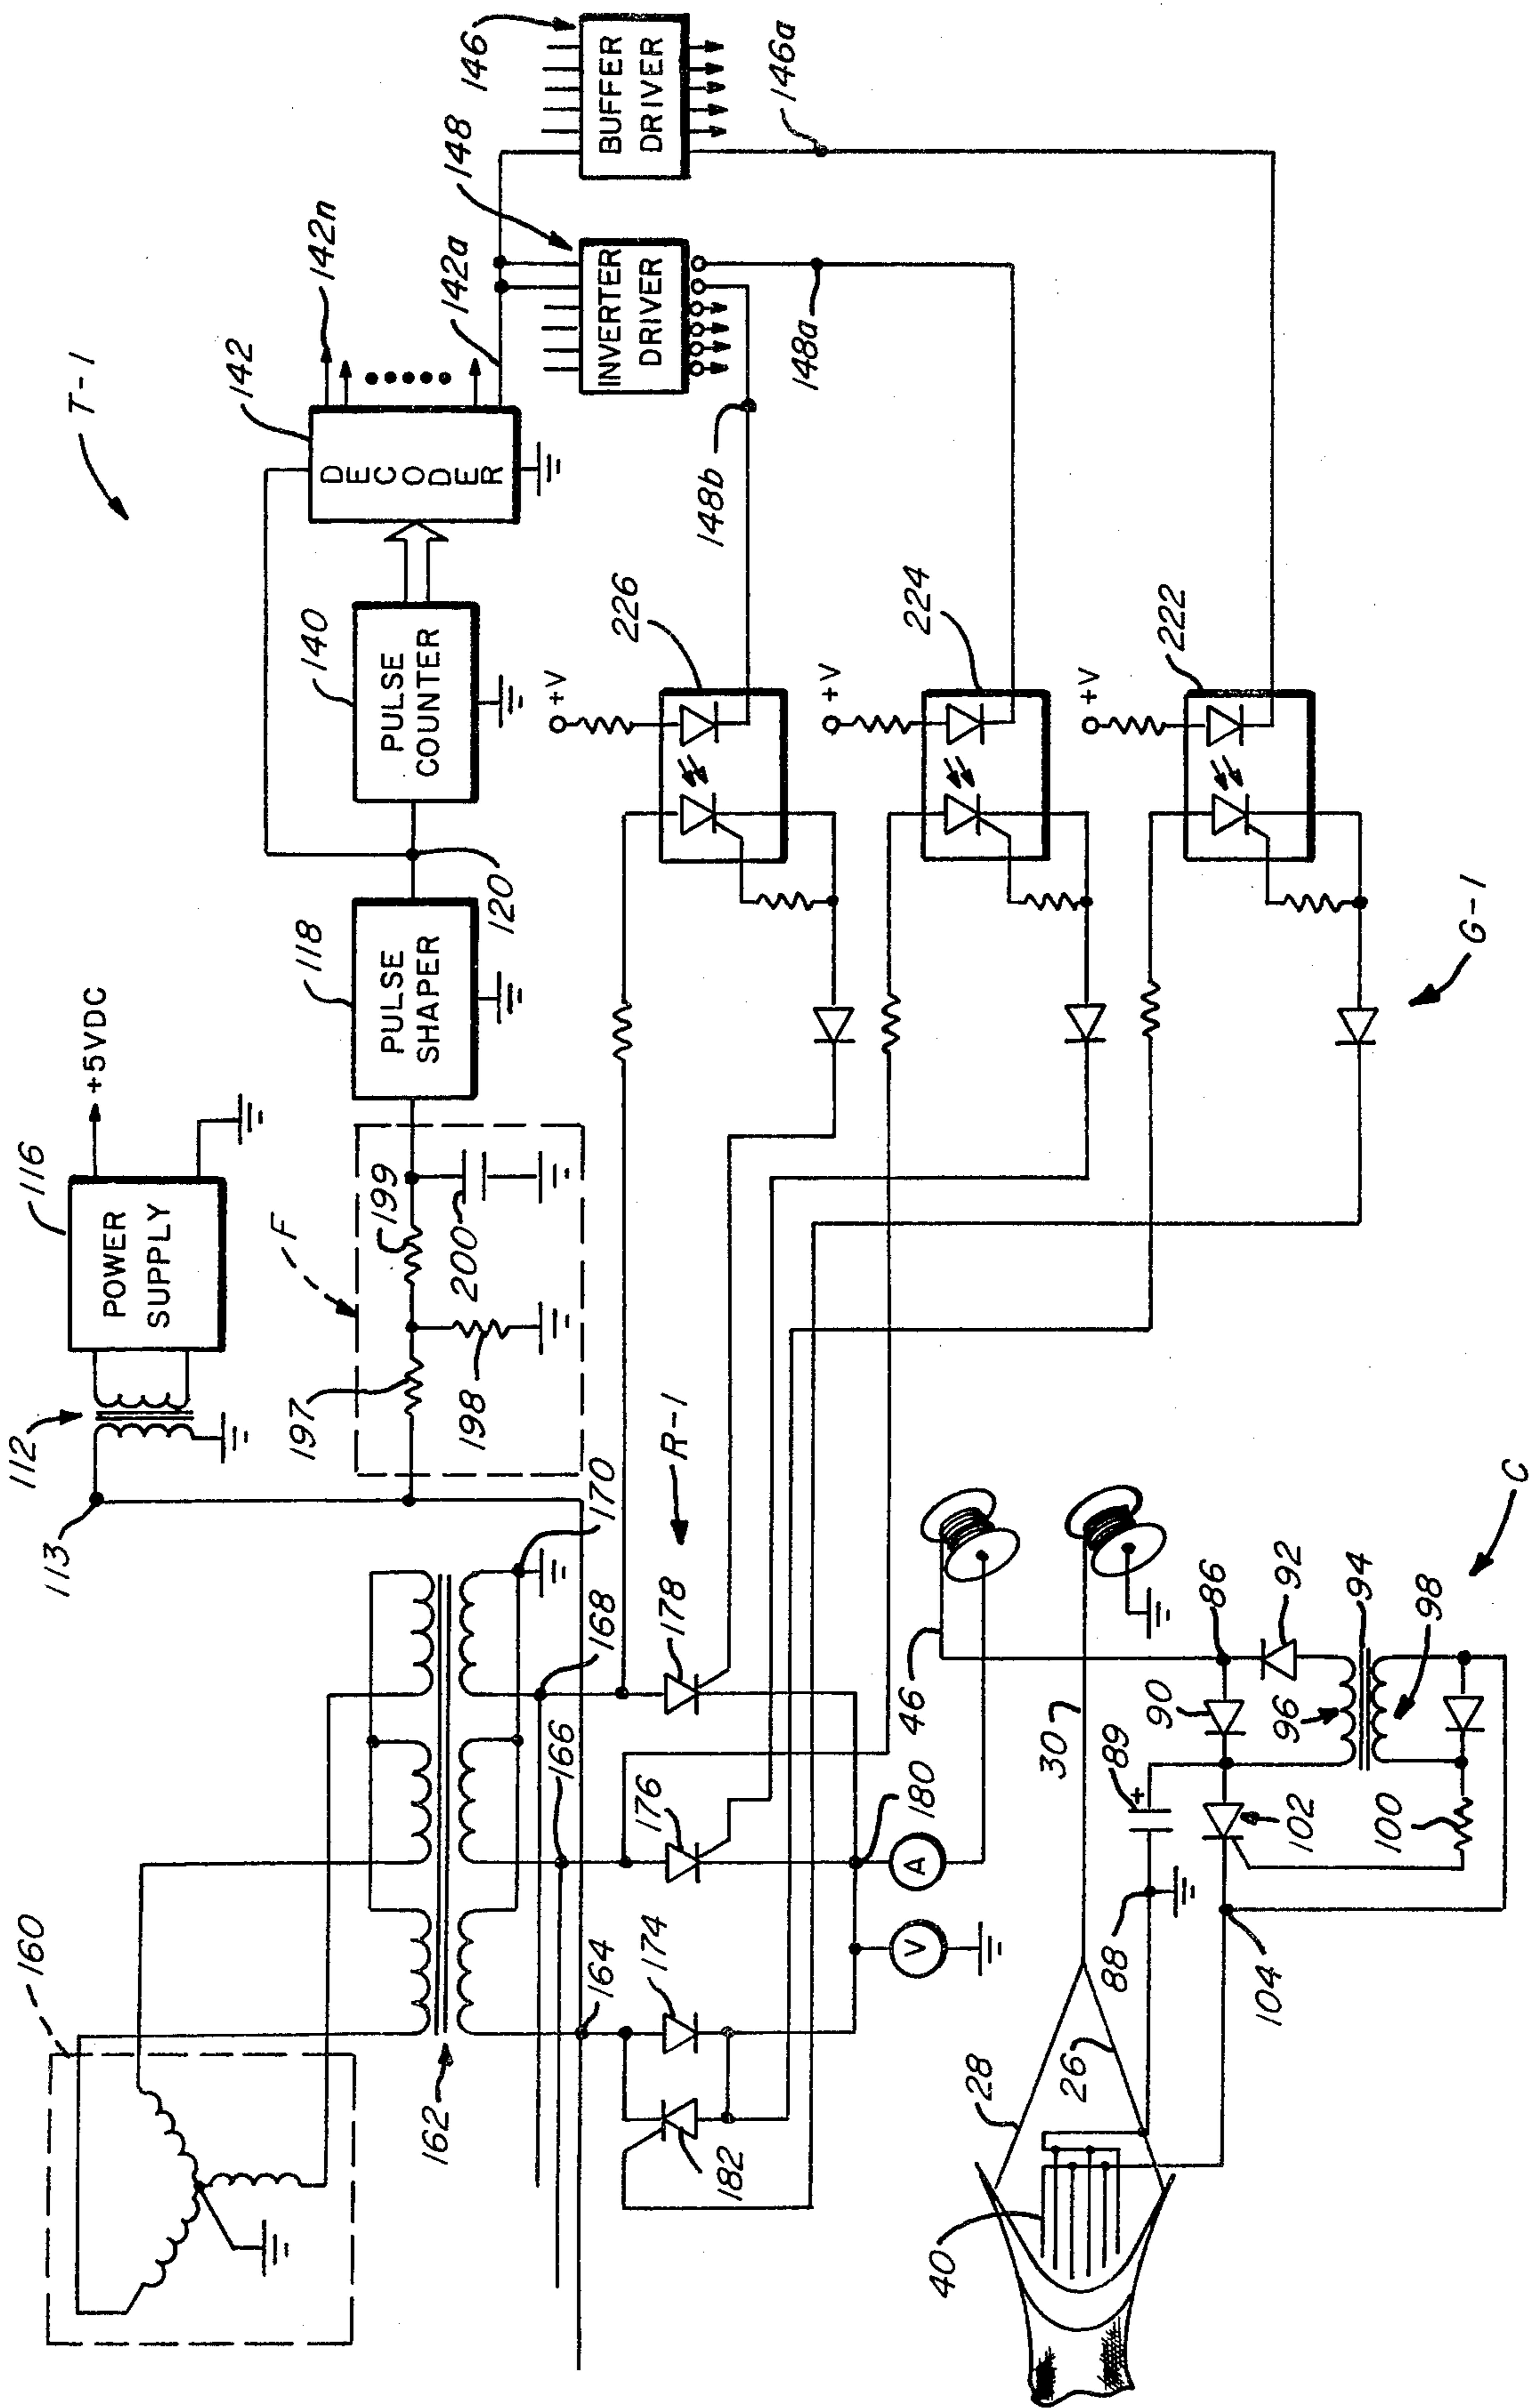 T-1
116
POWER
SUPPLY
+5VDC
112
113
F
118
PULSE
SHAPER
120
140
PULSE
COUNTER
142
DECODER
142n
142a
148
INVERTER
DRIVER
146
BUFFER
DRIVER
146a
148a
148b
197
198
199
200
160
162
164
166
168
170
R-1
174
176
178
180
182
A
V
+V
226
+V
224
+V
222
G-1
46
30
28
26
40
88
89
90
86
92
94
96
98
100
102
104
C